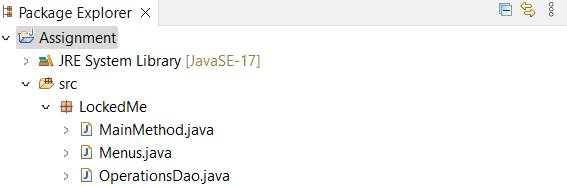 Package Explorer
Assignment
JRE System Library [JavaSE-17]
src
LockedMe
MainMethod.java
Menus.java
OperationsDao.java